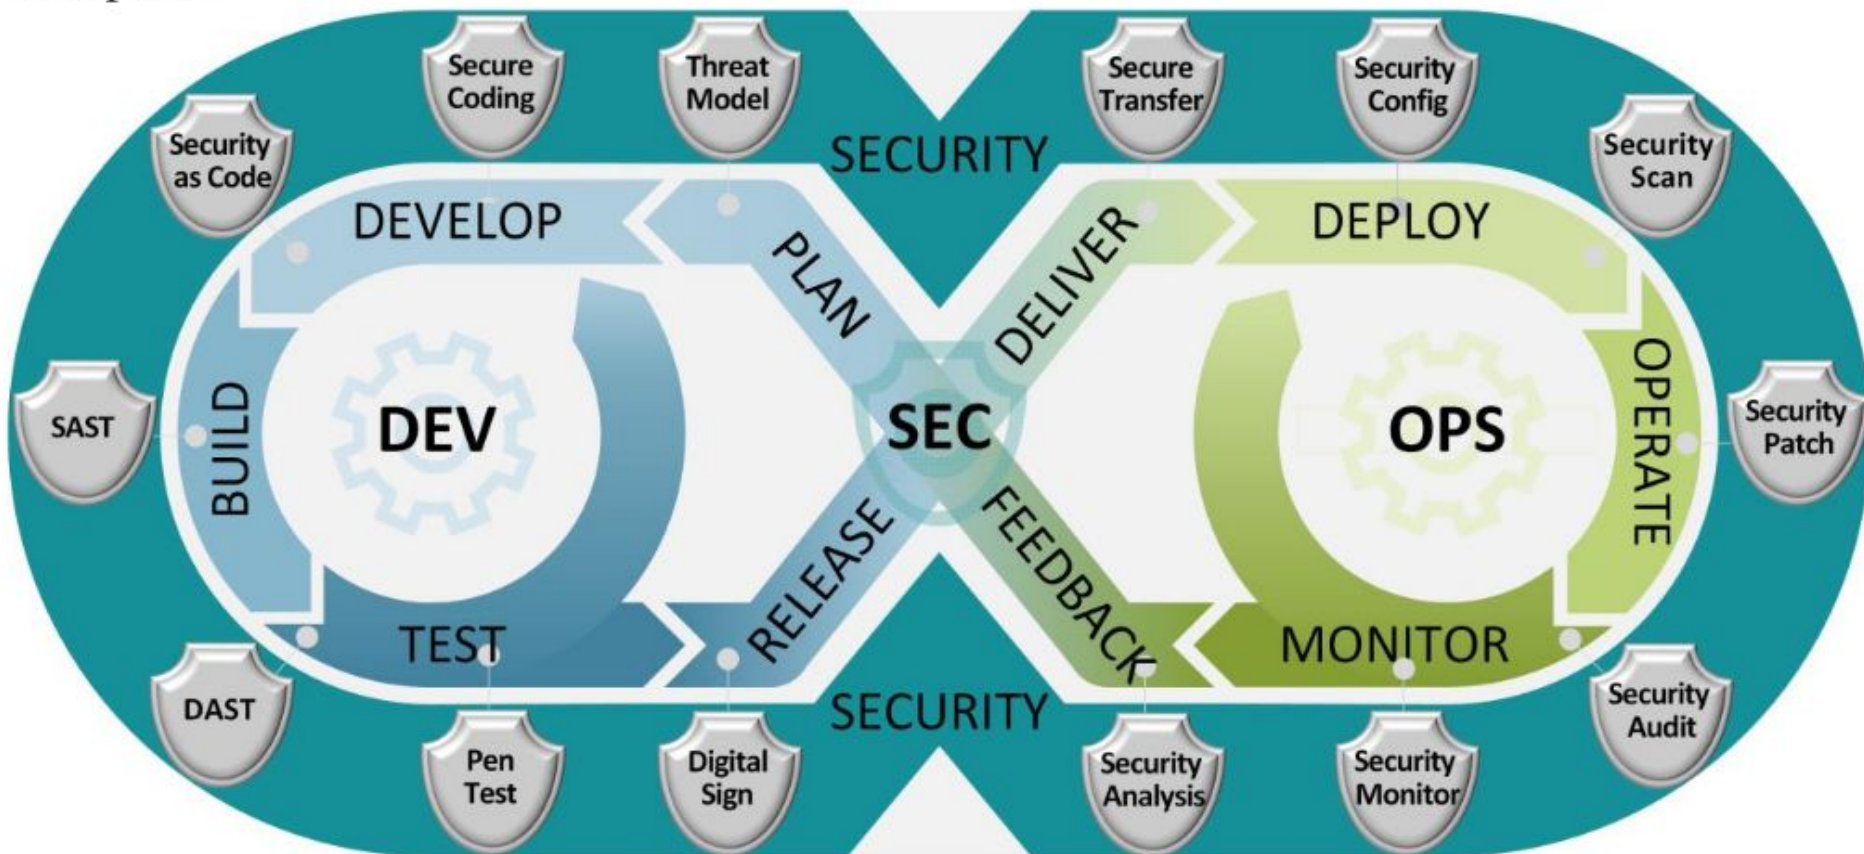 Secure
Coding
Threat
Model
Secure
Transfer
Security
Config
Security
as Code
Security
Scan
SECURITY
DEVELOP
PLAN
DELIVER
DEPLOY
SAST
BUILD
DEV
SEC
OPS
OPERATE
Security
Patch
TEST
RELEASE
FEEDBACK
MONITOR
DAST
SECURITY
Security
Audit
Pen
Test
Digital
Sign
Security
Analysis
Security
Monitor